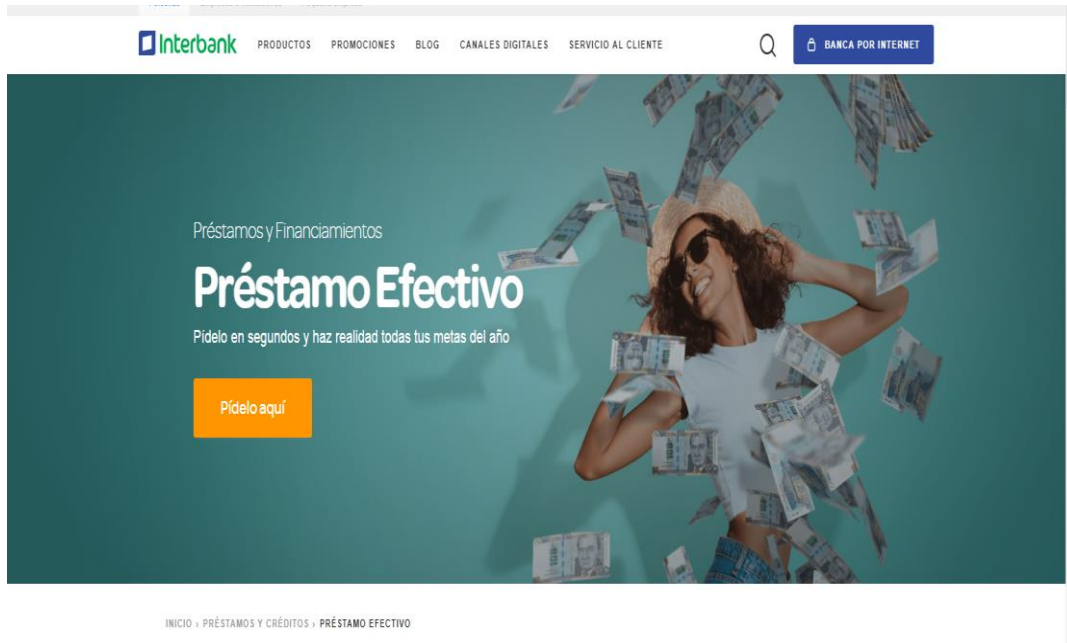 Interbank
PRODUCTOS PROMOCIONES BLOG CANALES DIGITALES SERVICIO AL CLIENTE
BANCA POR INTERNET
Préstamos y Financiamientos
Préstamo Efectivo
Pídelo en segundos y haz realidad todas tus metas del año
Pídelo aquí
INICIO › PRÉSTAMOS Y CRÉDITOS › PRÉSTAMO EFECTIVO